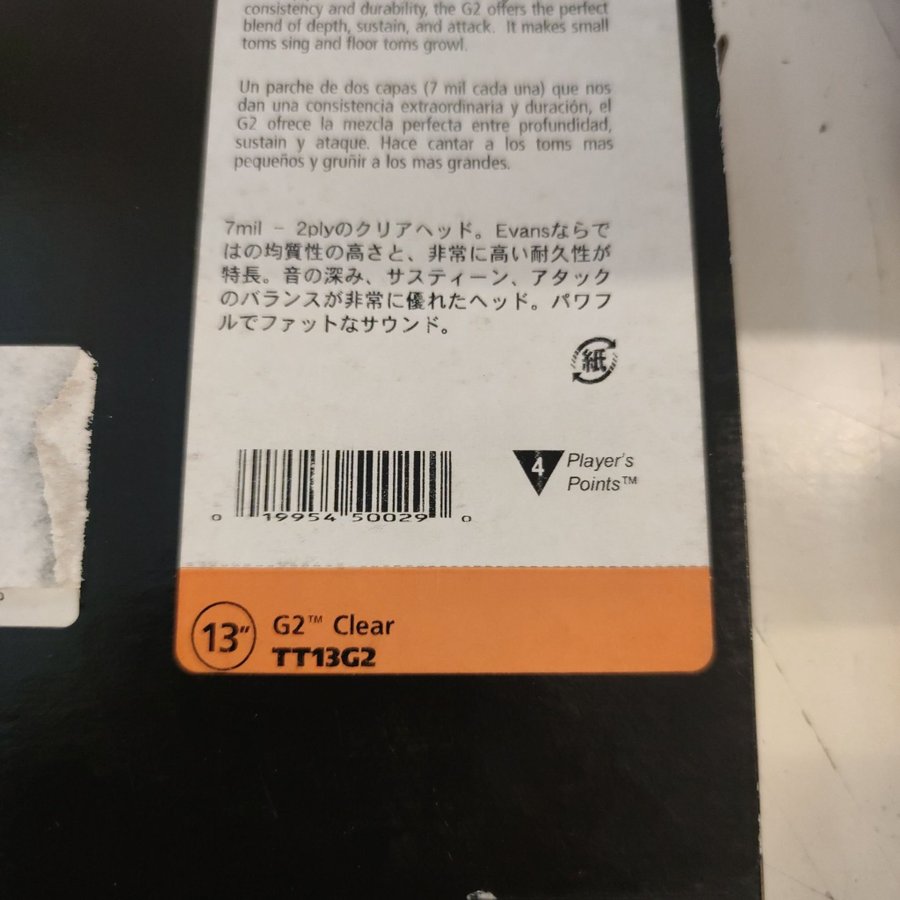 consistency and durability, the G2 offers the perfect
blend of depth, sustain, and attack. It makes small
toms sing and floor toms growl.
Un parche de dos capas (7 mil cada una) que nos
dan una consistencia extraordinaria y duración, el
G2 ofrece la mezcla perfecta entre profundidad,
sustain y ataque. Hace cantar a los toms mas
pequeños y gruñir a los mas grandes.
7mil – 2plyのクリアヘッド。Evansならで
はの均質性の高さと、非常に高い耐久性が
特長。音の深み、サスティーン、アタック
のバランスが非常に優れたヘッド。パワフ
ルでファットなサウンド。
紙
4 Player's
Points™
0 19954 50029 0
13" G2™ Clear
TT13G2